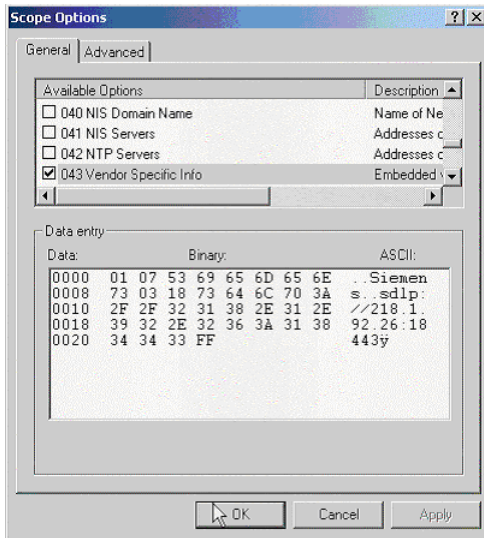 Scope Options
General Advanced
Available Options Description
040 NIS Domain Name Name of Ne
041 NIS Servers Addresses c
042 NTP Servers Addresses c
043 Vendor Specific Info Embedded v
Data entry
Data: Binary: ASCII:
0000 01 07 53 69 65 6D 65 6E ..Siemen
0008 73 03 18 73 64 6C 70 3A s..sdlp:
0010 2F 2F 32 31 38 2E 31 2E //218.1.
0018 39 32 2E 32 36 3A 31 38 92.26:18
0020 34 34 33 FF 443ÿ
OK Cancel Apply